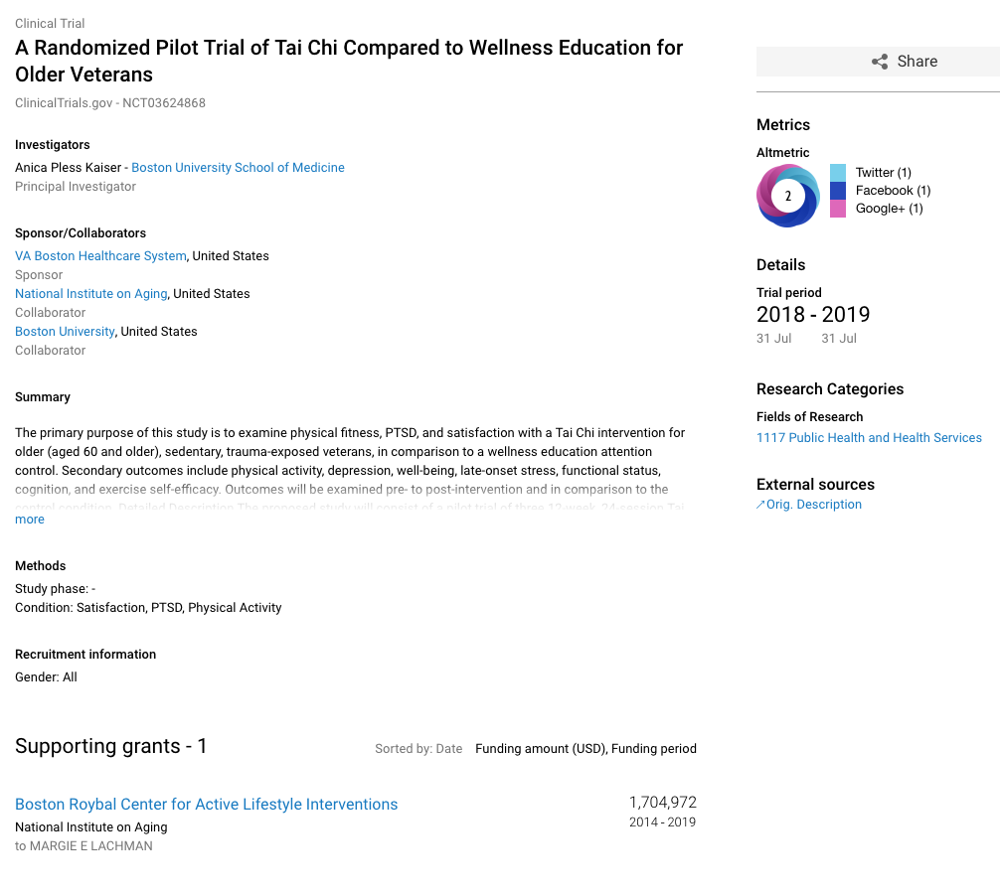 Clinical Trial
A Randomized Pilot Trial of Tai Chi Compared to Wellness Education for
Older Veterans
ClinicalTrials.gov - NCT03624868
Investigators
Anica Pless Kaiser - Boston University School of Medicine
Principal Investigator
Sponsor/Collaborators
VA Boston Healthcare System, United States
Sponsor
National Institute on Aging, United States
Collaborator
Boston University, United States
Collaborator
Summary
The primary purpose of this study is to examine physical fitness, PTSD, and satisfaction with a Tai Chi intervention for
older (aged 60 and older), sedentary, trauma-exposed veterans, in comparison to a wellness education attention
control. Secondary outcomes include physical activity, depression, well-being, late-onset stress, functional status,
cognition, and exercise self-efficacy. Outcomes will be examined pre- to post-intervention and in comparison to the
control condition. Detailed Description The proposed study will consist of a pilot trial of three 12-week, 24-session Tai
more
Methods
Study phase: -
Condition: Satisfaction, PTSD, Physical Activity
Recruitment information
Gender: All
Supporting grants - 1
Sorted by: Date Funding amount (USD), Funding period
Boston Roybal Center for Active Lifestyle Interventions
1,704,972
National Institute on Aging
2014 - 2019
to MARGIE E LACHMAN
Share
Metrics
Altmetric
2
Twitter (1)
Facebook (1)
Google+ (1)
Details
Trial period
2018 - 2019
31 Jul 31 Jul
Research Categories
Fields of Research
1117 Public Health and Health Services
External sources
↗Orig. Description